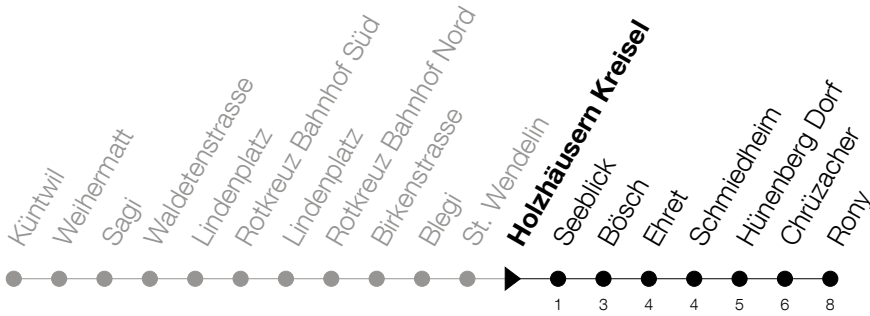 Küntwil
Weihermatt
Sagi
Waldetenstrasse
Lindenplatz
Rotkreuz Bahnhof Süd
Lindenplatz
Rotkreuz Bahnhof Nord
Birkenstrasse
Blegi
St. Wendelin
Holzhäusern Kreisel
Seeblick
Bösch
Ehret
Schmiedheim
Hünenberg Dorf
Chrüzacher
Rony
1 3 4 4 5 6 8